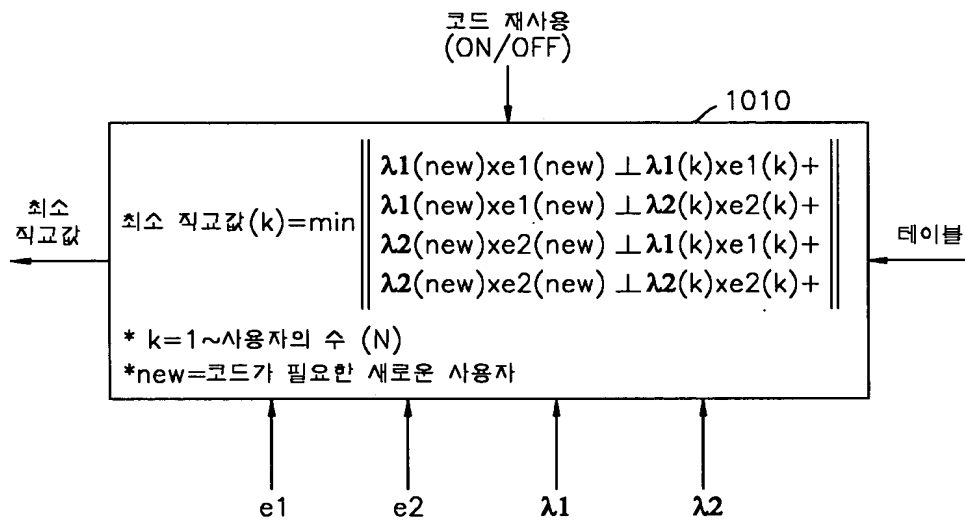 코드 재사용
(ON/OFF)
1010
최소
직교값
최소 직교값(k)=min
λ1(new)xe1(new) ⊥λ1(k)xe1(k)+
λ1(new)xe1(new) ⊥λ2(k)xe2(k)+
λ2(new)xe2(new) ⊥λ1(k)xe1(k)+
λ2(new)xe2(new) ⊥λ2(k)xe2(k)+
테이블
* k=1~사용자의 수 (N)
*new=코드가 필요한 새로운 사용자
e1 e2 λ1 λ2